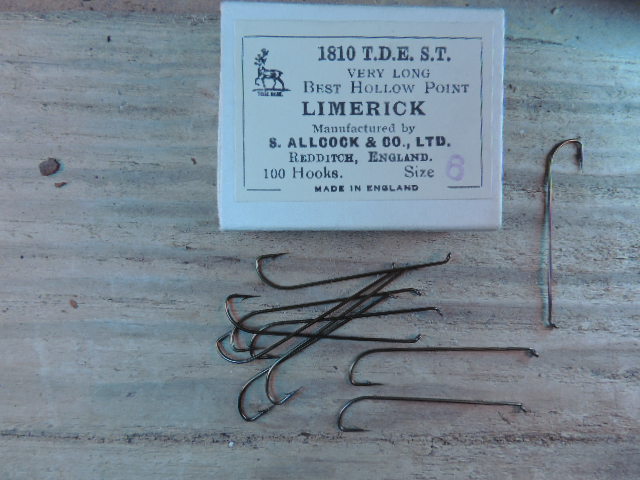 1810 T.D.E. S.T.
VERY LONG
BEST HOLLOW POINT
LIMERICK
Manufactured by
S. ALLCOCK & CO., LTD.
REDDITCH, ENGLAND.
100 Hooks. Size 6
MADE IN ENGLAND